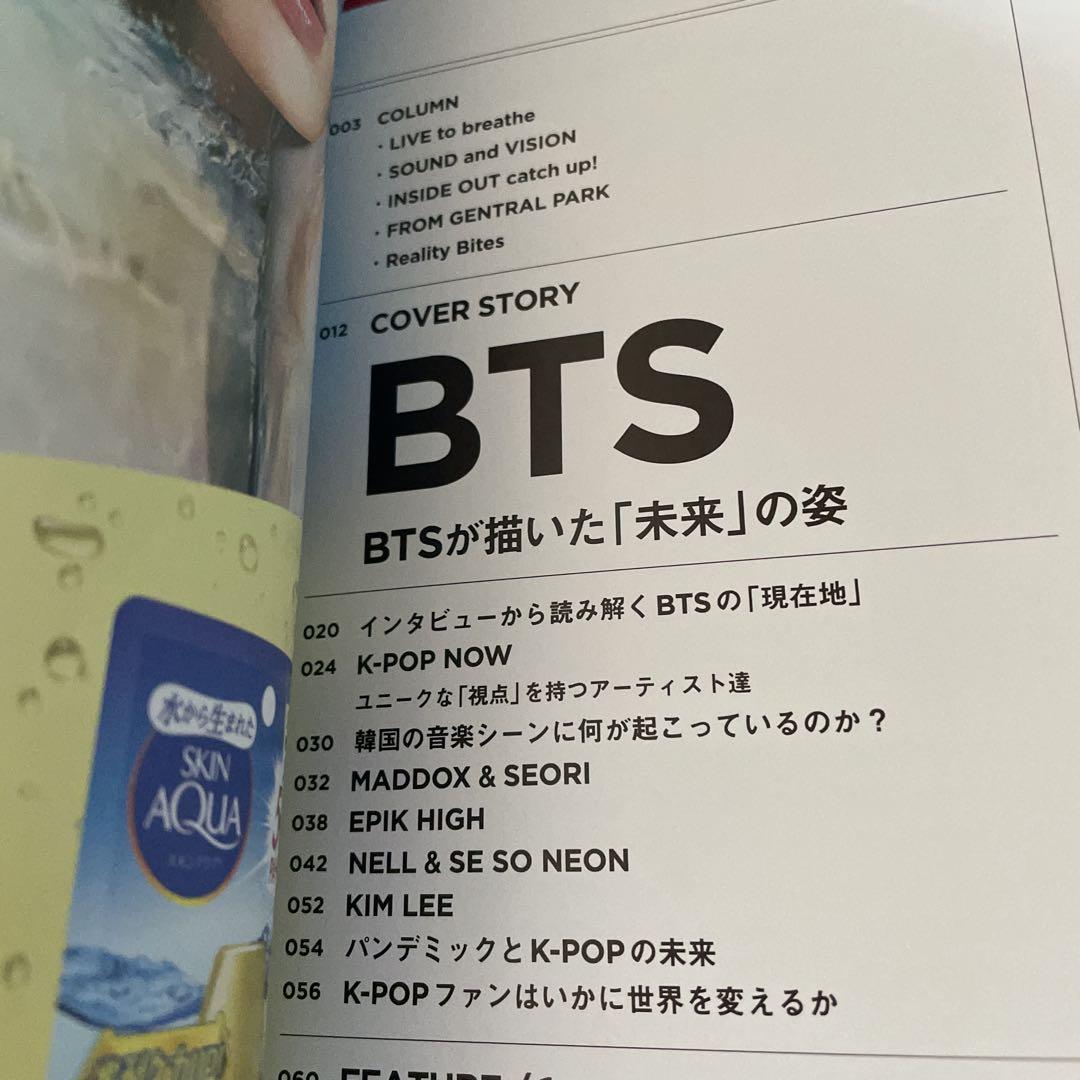 003 COLUMN
・LIVE to breathe
・SOUND and VISION
・INSIDE OUT catch up!
・FROM GENTRAL PARK
・Reality Bites
012 COVER STORY
BTS
BTSが描いた「未来」の姿
020 インタビューから読み解くBTSの「現在地」
024 K-POP NOW
ユニークな「視点」を持つアーティスト達
030 韓国の音楽シーンに何が起こっているのか？
032 MADDOX & SEORI
038 EPIK HIGH
042 NELL & SE SO NEON
052 KIM LEE
054 パンデミックとK-POPの未来
056 K-POPファンはいかに世界を変えるか
060 FEATURE
水から生まれた
SKIN
AQUA